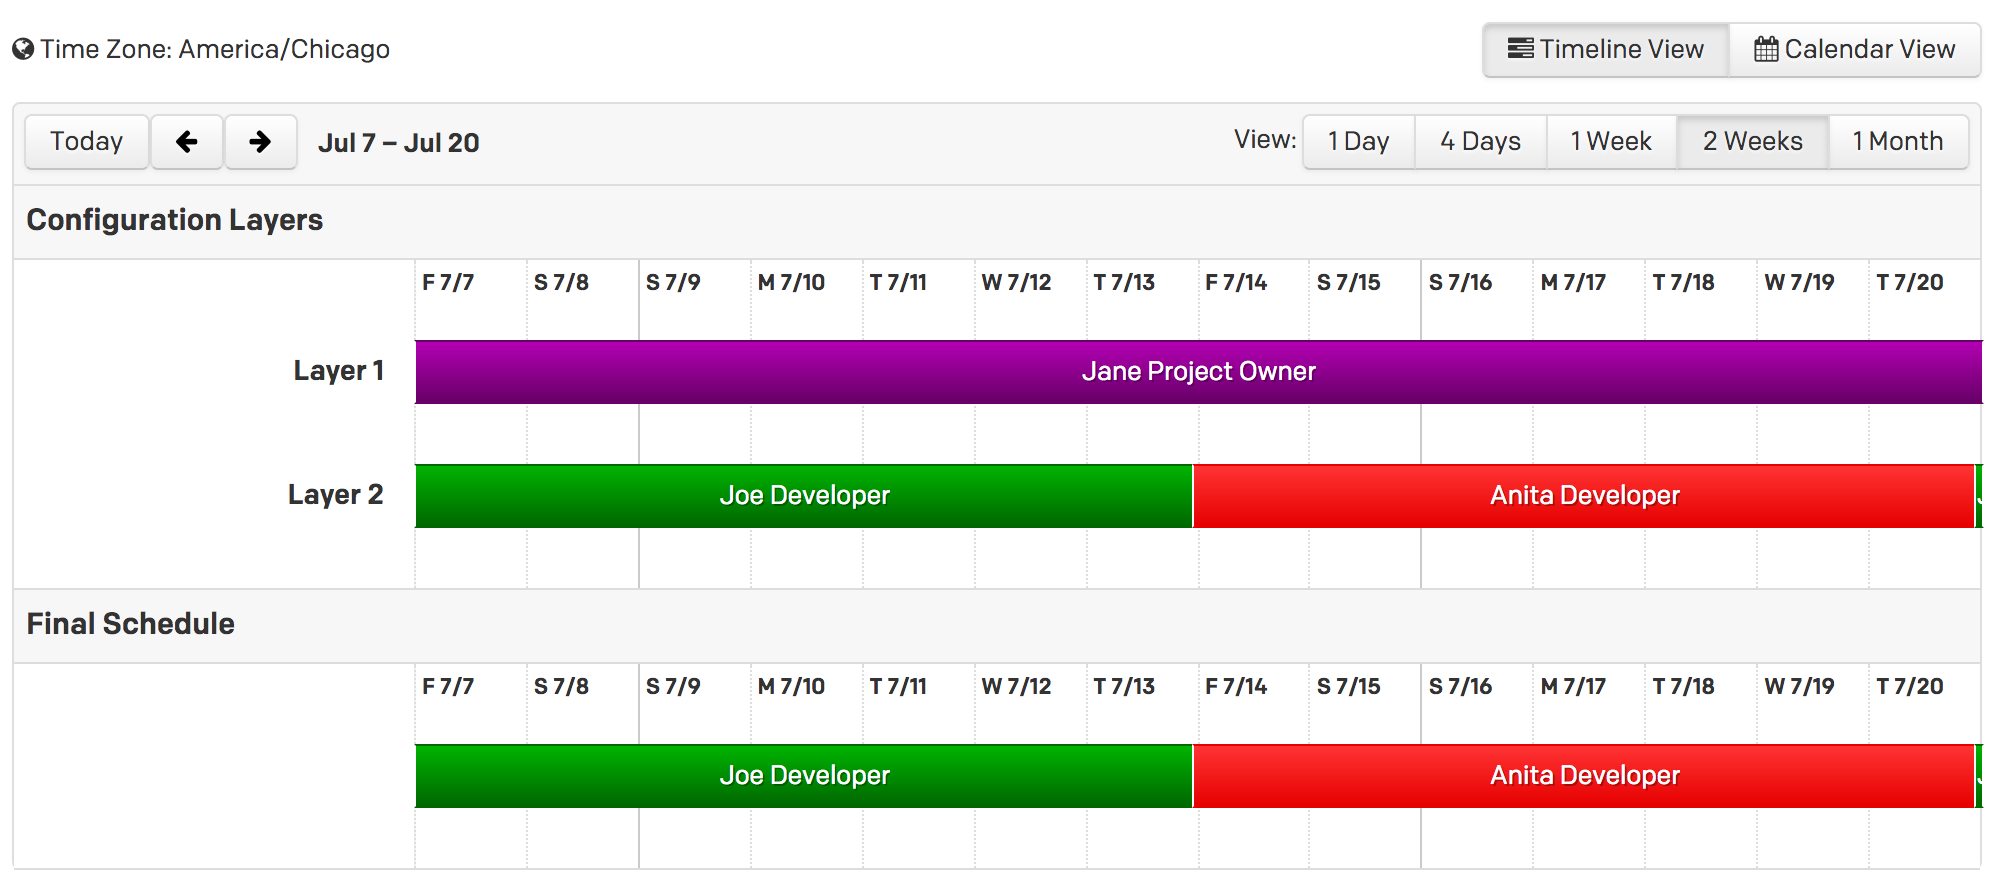 Time Zone: America/Chicago
Timeline View Calendar View
Today Jul 7 – Jul 20 View: 1 Day 4 Days 1 Week 2 Weeks 1 Month
Configuration Layers
F 7/7 S 7/8 S 7/9 M 7/10 T 7/11 W 7/12 T 7/13 F 7/14 S 7/15 S 7/16 M 7/17 T 7/18 W 7/19 T 7/20
Layer 1 Jane Project Owner
Layer 2 Joe Developer Anita Developer
Final Schedule
F 7/7 S 7/8 S 7/9 M 7/10 T 7/11 W 7/12 T 7/13 F 7/14 S 7/15 S 7/16 M 7/17 T 7/18 W 7/19 T 7/20
Joe Developer Anita Developer